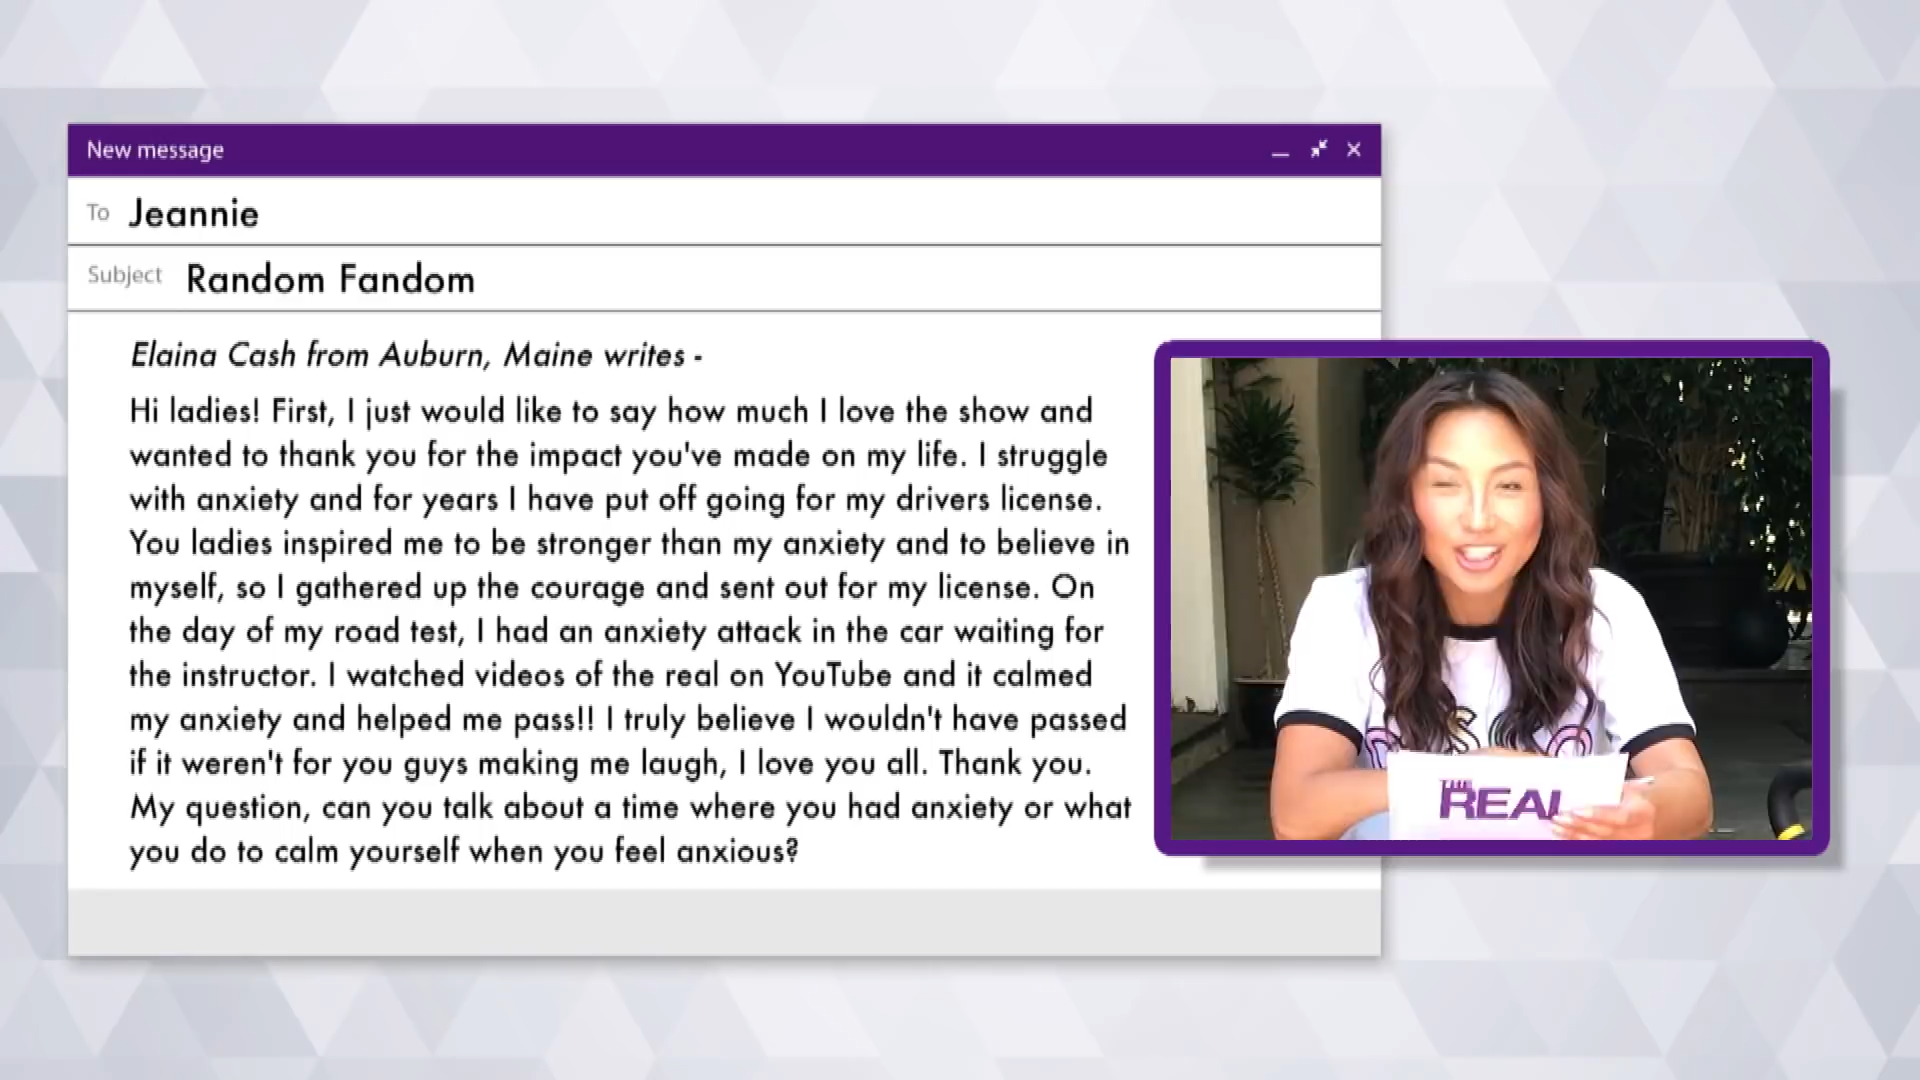 New message
To Jeannie
Subject Random Fandom
Elaina Cash from Auburn, Maine writes -
Hi ladies! First, I just would like to say how much I love the show and
wanted to thank you for the impact you've made on my life. I struggle
with anxiety and for years I have put off going for my drivers license.
You ladies inspired me to be stronger than my anxiety and to believe in
myself, so I gathered up the courage and sent out for my license. On
the day of my road test, I had an anxiety attack in the car waiting for
the instructor. I watched videos of the real on YouTube and it calmed
my anxiety and helped me pass!! I truly believe I wouldn't have passed
if it weren't for you guys making me laugh, I love you all. Thank you.
My question, can you talk about a time where you had anxiety or what
you do to calm yourself when you feel anxious?
THE
REAL